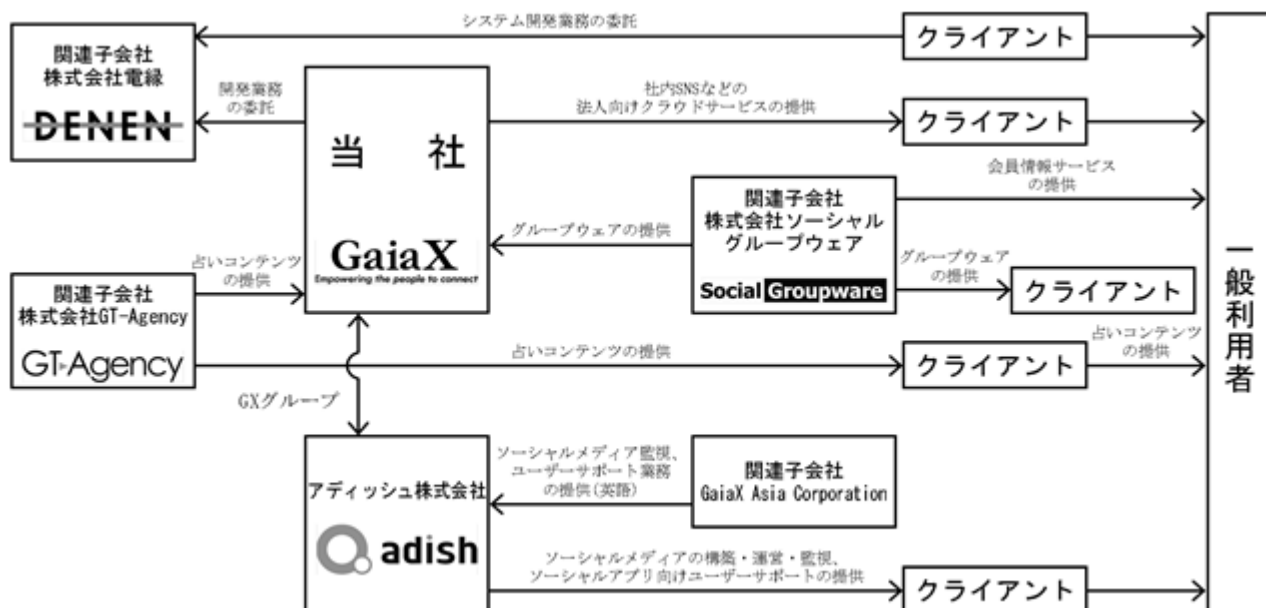 システム開発業務の委託
関連子会社
株式会社電縁
DENEN
開発業務
の委託
当 社
GaiaX
Empowering the people to connect
社内SNSなどの
法人向けクラウドサービスの提供
クライアント
クライアント
会員情報サービス
の提供
関連子会社
株式会社ソーシャル
グループウェア
Social Groupware
グループウェアの提供
グループウェア
の提供
クライアント
一般利用者
占いコンテンツ
の提供
関連子会社
株式会社GT-Agency
GT-Agency
占いコンテンツの提供
クライアント
占いコンテンツ
の提供
GXグループ
アディッシュ株式会社
adish
ソーシャルメディア監視、
ユーザーサポート業務
の提供(英語)
関連子会社
GaiaX Asia Corporation
ソーシャルメディアの構築・運営・監視、
ソーシャルアプリ向けユーザーサポートの提供
クライアント